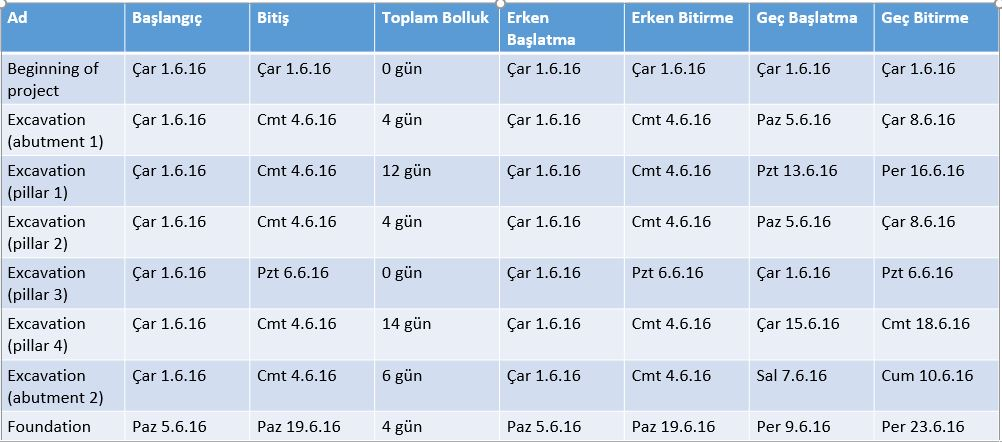 Ad Başlangıç Bitiş Toplam Bolluk Erken Başlatma Erken Bitirme Geç Başlatma Geç Bitirme
Beginning of project Çar 1.6.16 Çar 1.6.16 0 gün Çar 1.6.16 Çar 1.6.16 Çar 1.6.16 Çar 1.6.16
Excavation (abutment 1) Çar 1.6.16 Cmt 4.6.16 4 gün Çar 1.6.16 Cmt 4.6.16 Paz 5.6.16 Çar 8.6.16
Excavation (pillar 1) Çar 1.6.16 Cmt 4.6.16 12 gün Çar 1.6.16 Cmt 4.6.16 Pzt 13.6.16 Per 16.6.16
Excavation (pillar 2) Çar 1.6.16 Cmt 4.6.16 4 gün Çar 1.6.16 Cmt 4.6.16 Paz 5.6.16 Çar 8.6.16
Excavation (pillar 3) Çar 1.6.16 Pzt 6.6.16 0 gün Çar 1.6.16 Pzt 6.6.16 Çar 1.6.16 Pzt 6.6.16
Excavation (pillar 4) Çar 1.6.16 Cmt 4.6.16 14 gün Çar 1.6.16 Cmt 4.6.16 Çar 15.6.16 Cmt 18.6.16
Excavation (abutment 2) Çar 1.6.16 Cmt 4.6.16 6 gün Çar 1.6.16 Cmt 4.6.16 Sal 7.6.16 Cum 10.6.16
Foundation Paz 5.6.16 Paz 19.6.16 4 gün Paz 5.6.16 Paz 19.6.16 Per 9.6.16 Per 23.6.16